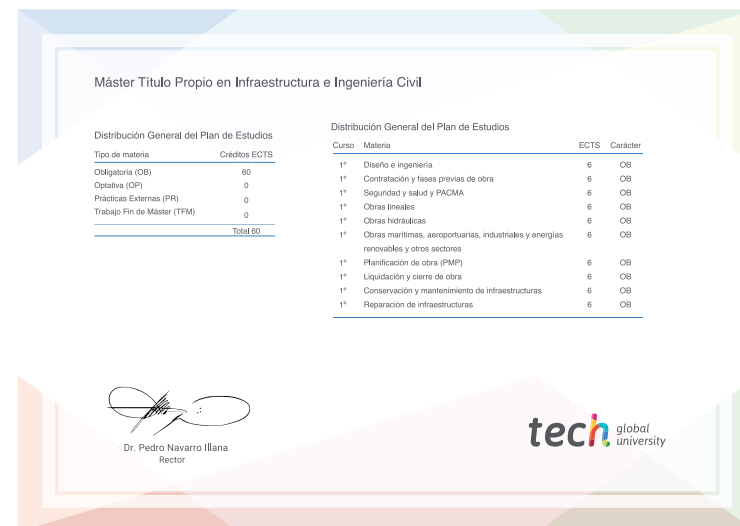 Máster Título Propio en Infraestructura e Ingeniería Civil
Distribución General del Plan de Estudios
Tipo de materia Créditos ECTS
Obligatoria (OB) 60
Optativa (OP) 0
Prácticas Externas (PR) 0
Trabajo Fin de Máster (TFM) 0
Total 60
Distribución General del Plan de Estudios
Curso Materia ECTS Carácter
1º Diseño e ingeniería 6 OB
1º Contratación y fases previas de obra 6 OB
1º Seguridad y salud y PACMA 6 OB
1º Obras lineales 6 OB
1º Obras hidráulicas 6 OB
1º Obras marítimas, aeroportuarias, industriales y energías 6 OB
renovables y otros sectores
1º Planificación de obra (PMP) 6 OB
1º Liquidación y cierre de obra 6 OB
1º Conservación y mantenimiento de infraestructuras 6 OB
1º Reparación de infraestructuras 6 OB
Dr. Pedro Navarro Illana
Rector
tech global
university